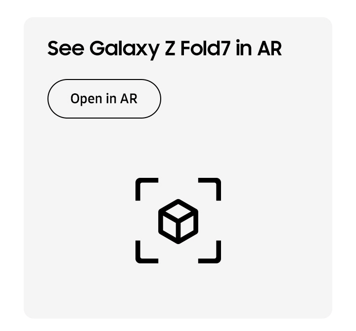 See Galaxy Z Fold7 in AR
Open in AR